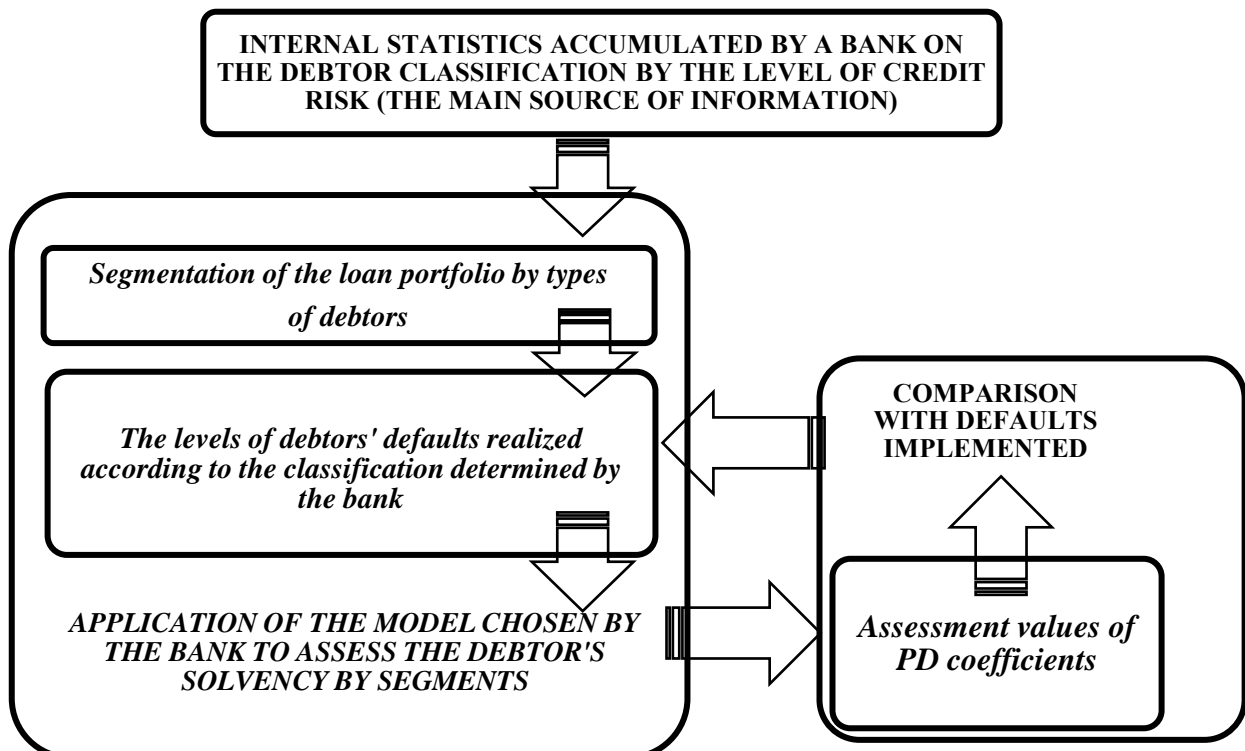 INTERNAL STATISTICS ACCUMULATED BY A BANK ON
THE DEBTOR CLASSIFICATION BY THE LEVEL OF CREDIT
RISK (THE MAIN SOURCE OF INFORMATION)
Segmentation of the loan portfolio by types
of debtors
The levels of debtors' defaults realized
according to the classification determined by
the bank
APPLICATION OF THE MODEL CHOSEN BY
THE BANK TO ASSESS THE DEBTOR'S
SOLVENCY BY SEGMENTS
COMPARISON
WITH DEFAULTS
IMPLEMENTED
Assessment values of
PD coefficients